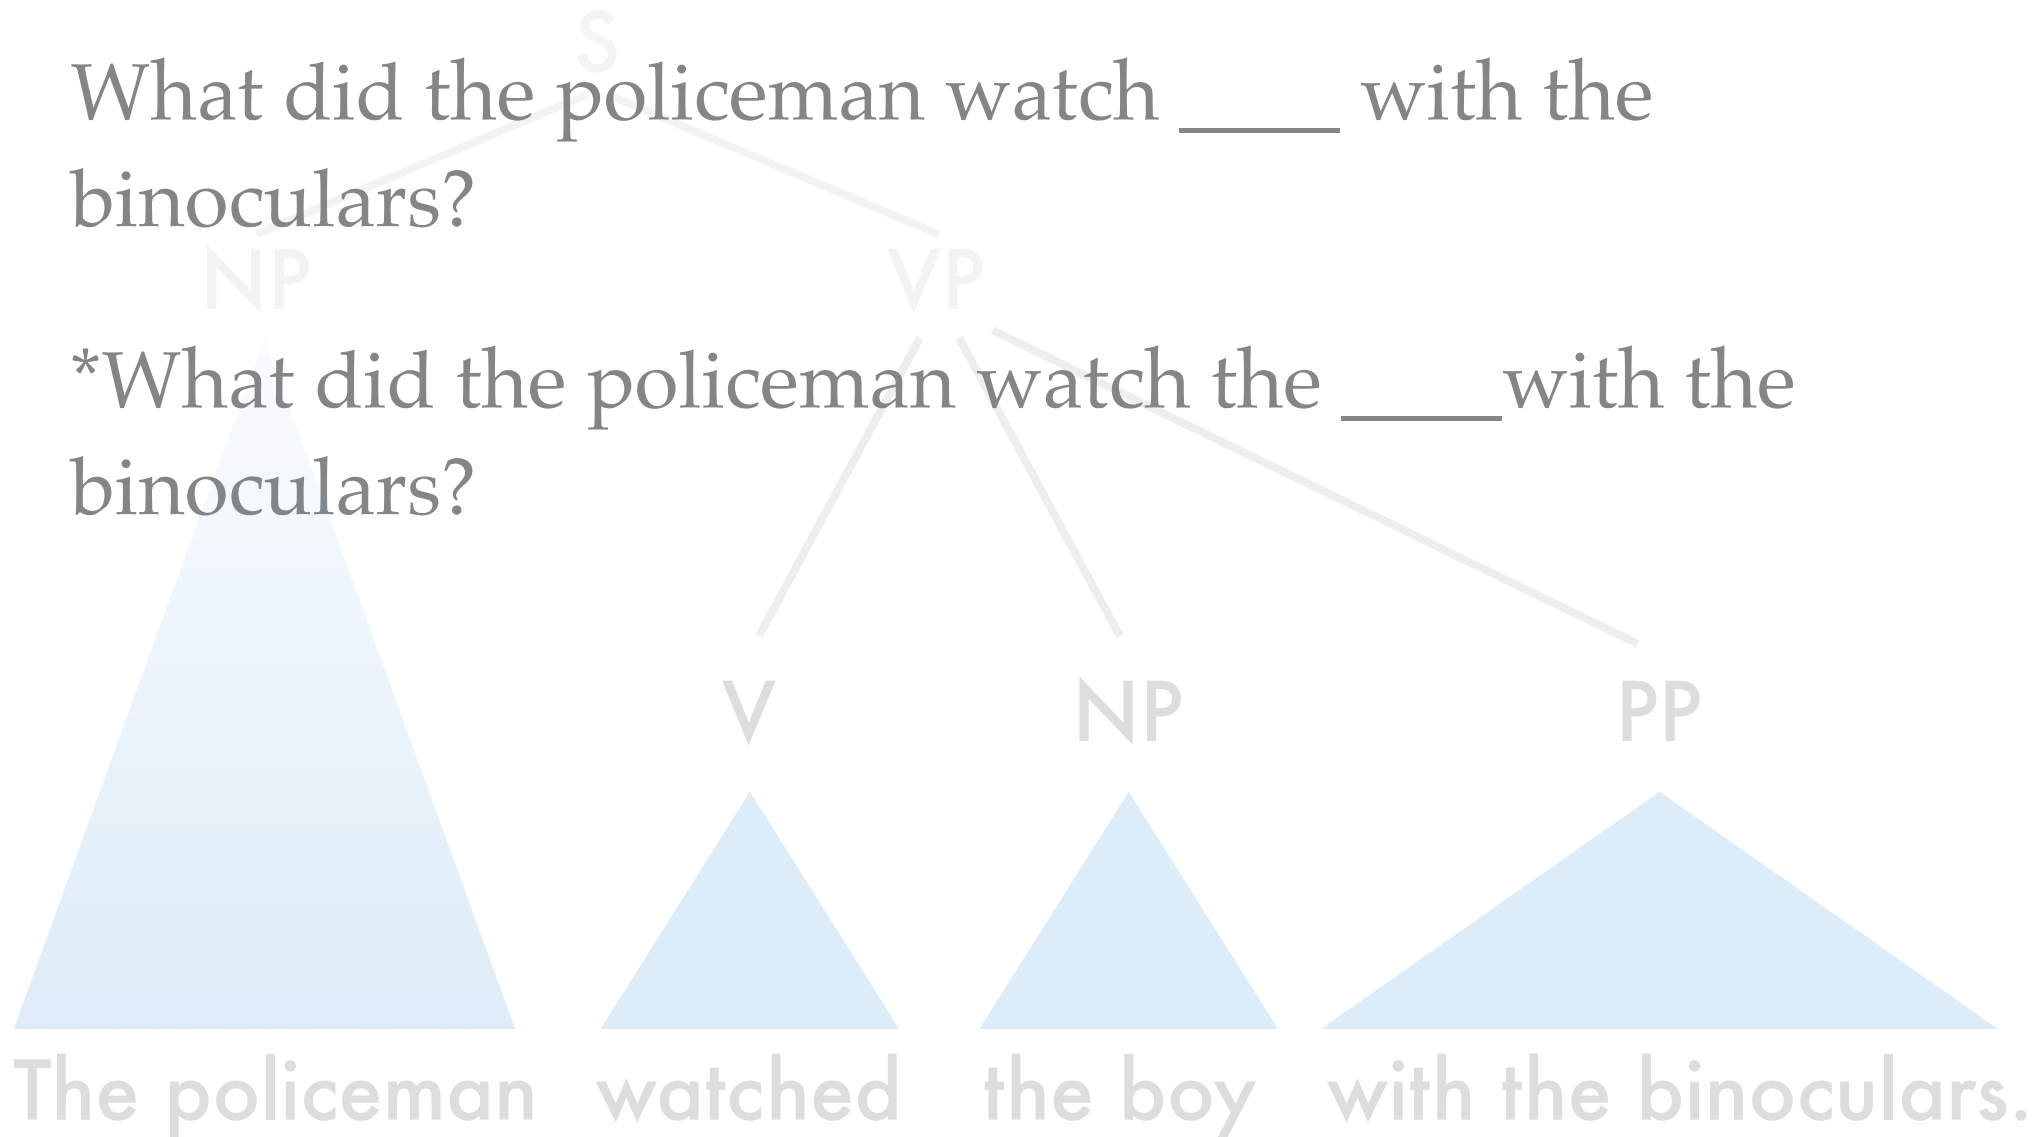 S
What did the policeman watch ____ with the
binoculars?
NP VP
*What did the policeman watch the ____with the
binoculars?
V NP PP
The policeman watched the boy with the binoculars.